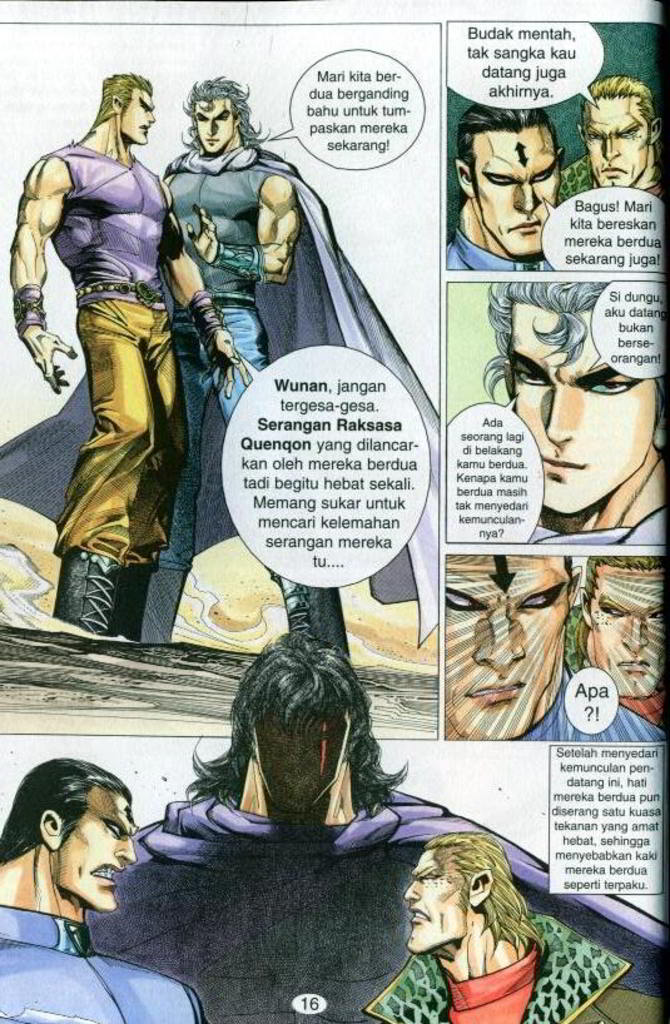 Mari kita ber-
dua berganding
bahu untuk tum-
paskan mereka
sekarang!
Wunan, jangan
tergesa-gesa.
Serangan Raksasa
Quenqon yang dilancar-
kan oleh mereka berdua
tadi begitu hebat sekali.
Memang sukar untuk
mencari kelemahan
serangan mereka
tu....
Budak mentah,
tak sangka kau
datang juga
akhirnya.
Bagus! Mari
kita bereskan
mereka berdua
sekarang juga!
Si dungu,
aku datang
bukan
berse-
orangan!
Ada
seorang lagi
di belakang
kamu berdua.
Kenapa kamu
berdua masih
tak menyedari
kemunculan-
nya?
Apa
?!
Setelah menyedari
kemunculan pen-
datang ini, hati
mereka berdua pun
diserang satu kuasa
tekanan yang amat
hebat, sehingga
menyebabkan kaki
mereka berdua
seperti terpaku.
16